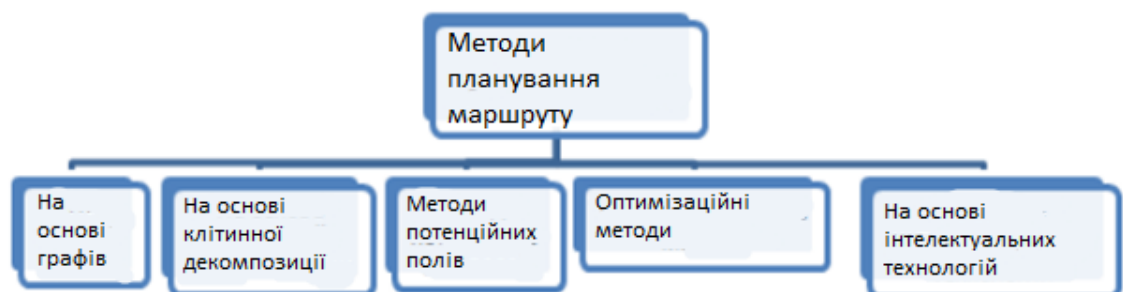 Методи
планування
маршруту
На
основі
графів
На основі
клітинної
декомпозиції
Методи
потенційних
полів
Оптимізаційні
методи
На основі
інтелектуальних
технологій